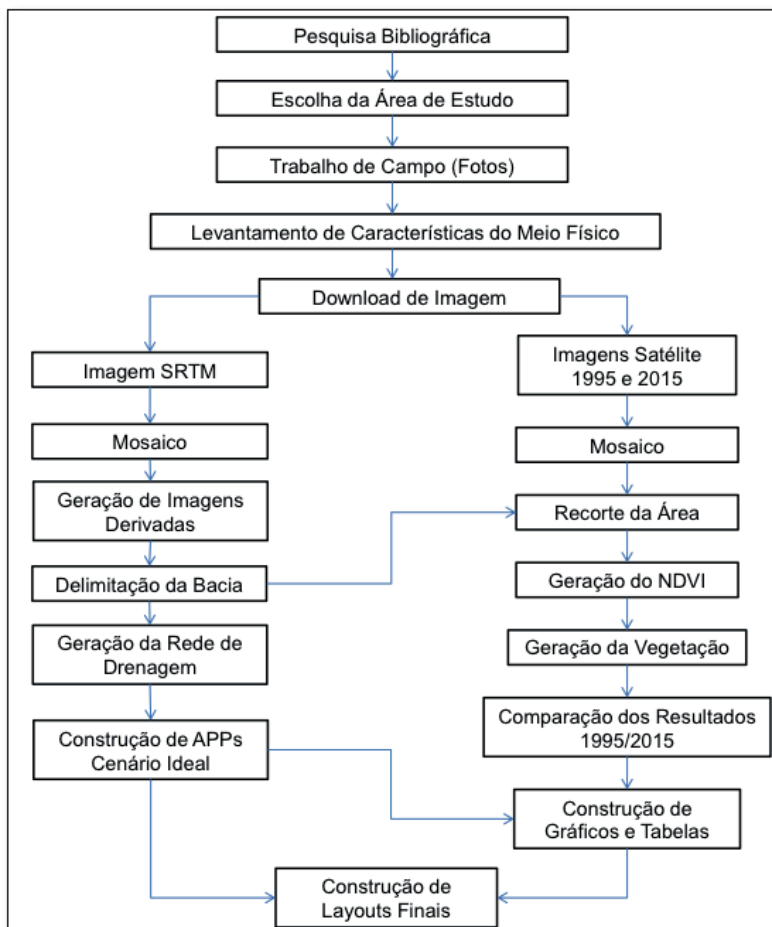 Pesquisa Bibliográfica
Escolha da Área de Estudo
Trabalho de Campo (Fotos)
Levantamento de Características do Meio Físico
Download de Imagem
Imagem SRTM
Mosaico
Geração de Imagens
Derivadas
Delimitação da Bacia
Geração da Rede de
Drenagem
Construção de APPs
Cenário Ideal
Imagens Satélite
1995 e 2015
Mosaico
Recorte da Área
Geração do NDVI
Geração da Vegetação
Comparação dos Resultados
1995/2015
Construção de
Gráficos e Tabelas
Construção de
Layouts Finais